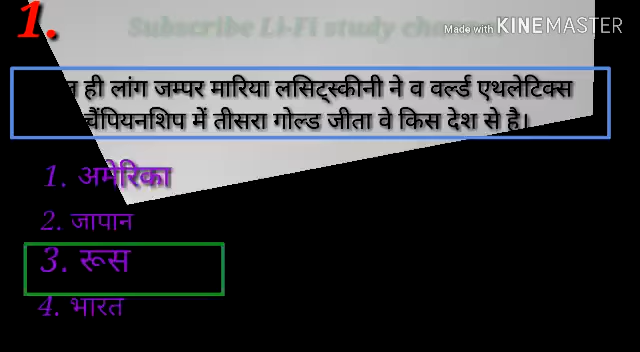 1.
Subscribe Li-Fi study
Made with KINEMASTER
ही लांग जम्पर मारिया लसिट्स्कीनी ने व वर्ल्ड एथलेटिक्स
चैंपियनशिप में तीसरा गोल्ड जीता वे किस देश से है।
1. अमेरिका
2. जापान
3. रूस
4. भारत